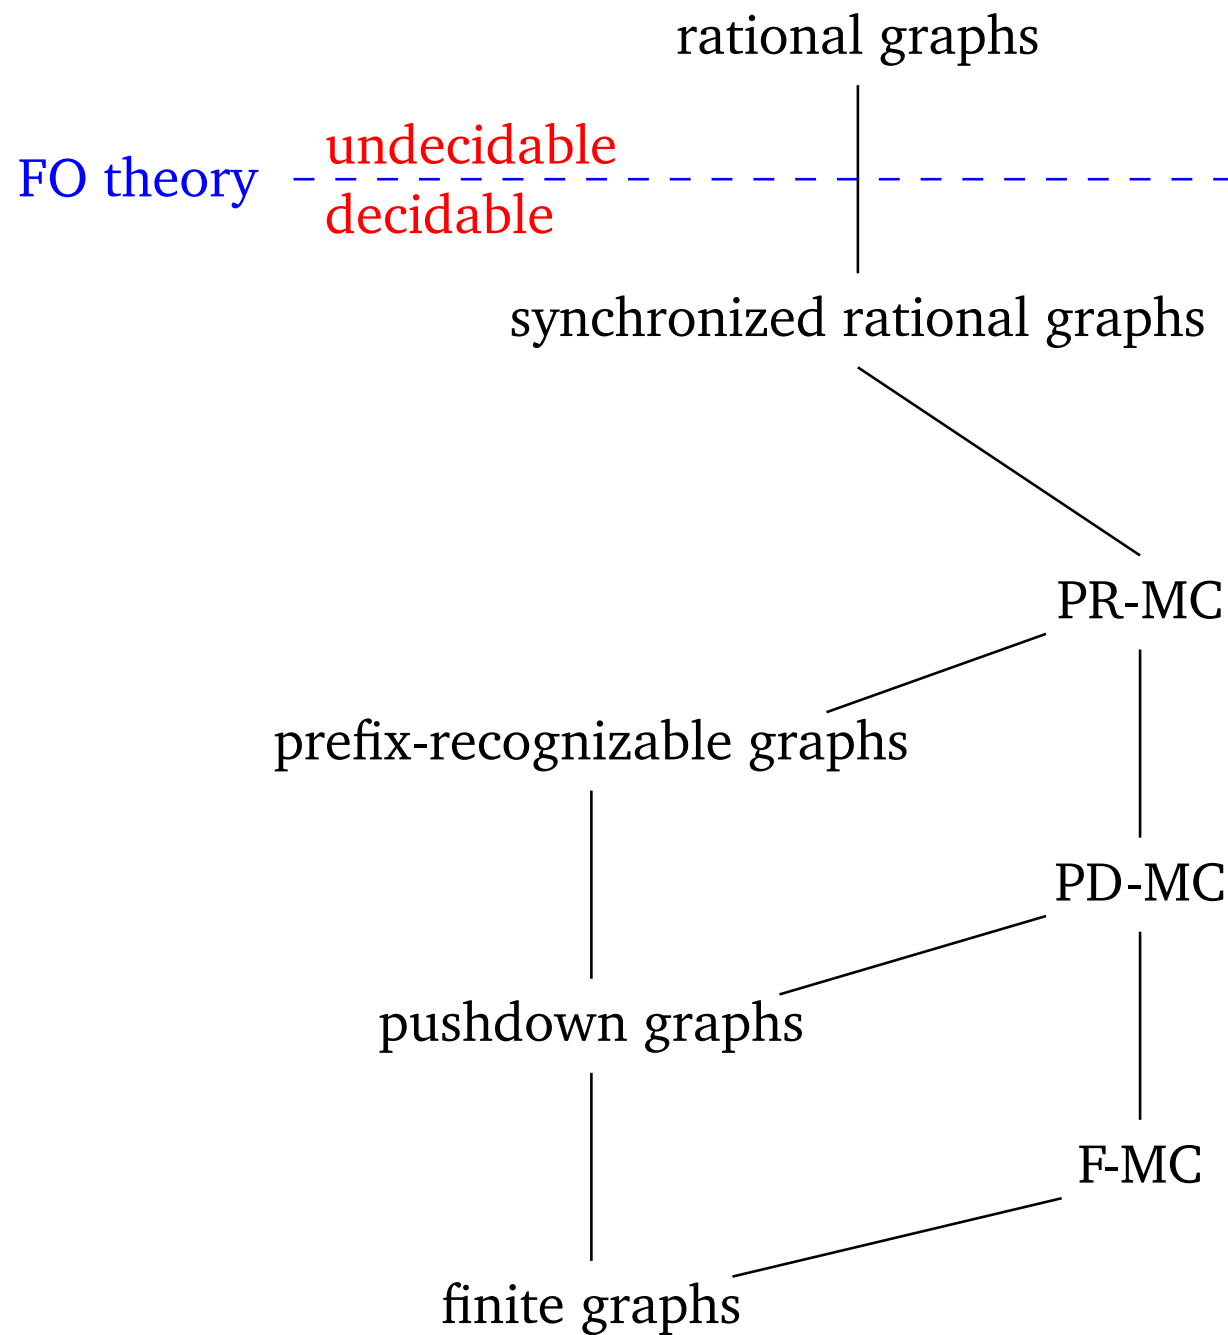 rational graphs
undecidable
FO theory
decidable
synchronized rational graphs
PR-MC
prefix-recognizable graphs
PD-MC
pushdown graphs
F-MC
finite graphs